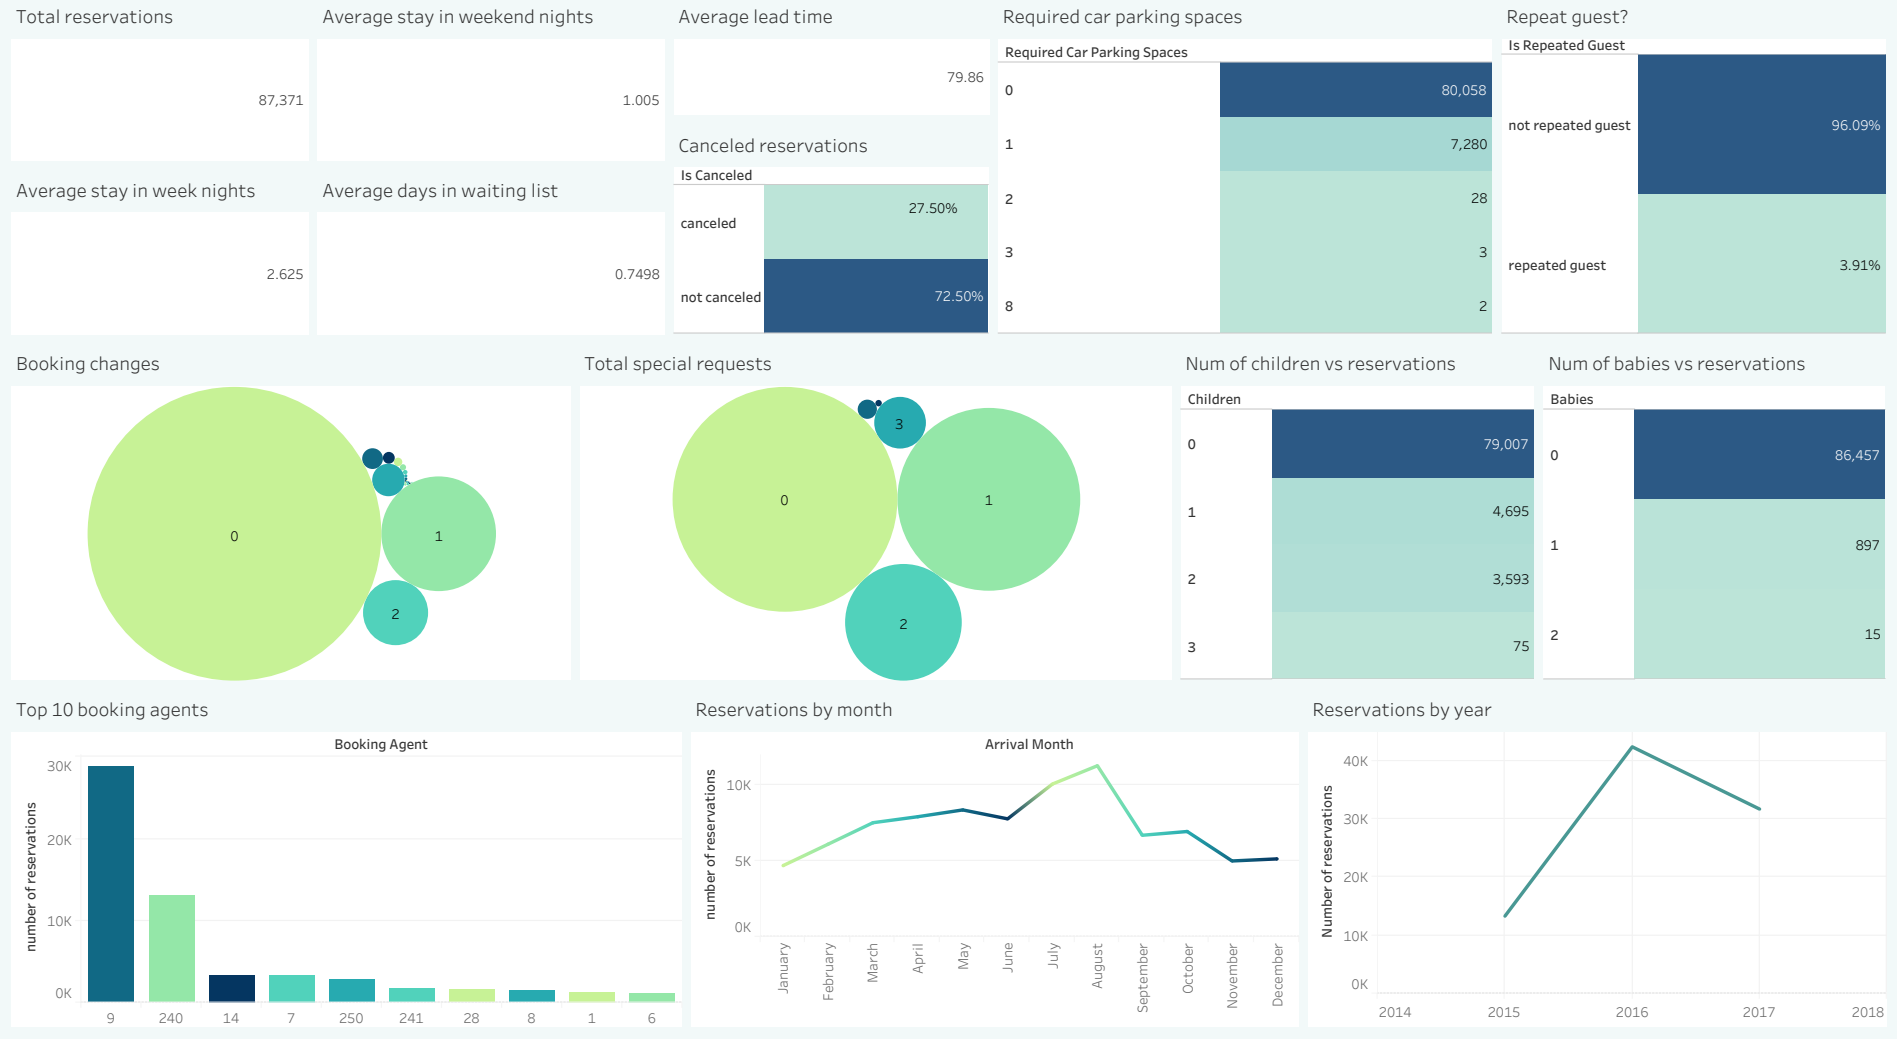 Total reservations
87,371
Average stay in weekend nights
1.005
Average lead time
79.86
Required car parking spaces
Required Car Parking Spaces
0 80,058
1 7,280
2 28
3 3
8 2
Repeat guest?
Is Repeated Guest
not repeated guest 96.09%
repeated guest 3.91%
Average stay in week nights
2.625
Average days in waiting list
0.7498
Canceled reservations
Is Canceled
canceled 27.50%
not canceled 72.50%
Booking changes
0
1
2
Total special requests
0
1
2
3
Num of children vs reservations
Children
0 79,007
1 4,695
2 3,593
3 75
Num of babies vs reservations
Babies
0 86,457
1 897
2 15
Top 10 booking agents
Booking Agent
number of reservations
30K
20K
10K
0K
9 240 14 7 250 241 28 8 1 6
Reservations by month
Arrival Month
number of reservations
10K
5K
0K
January February March April May June July August September October November December
Reservations by year
Number of reservations
40K
30K
20K
10K
0K
2014 2015 2016 2017 2018